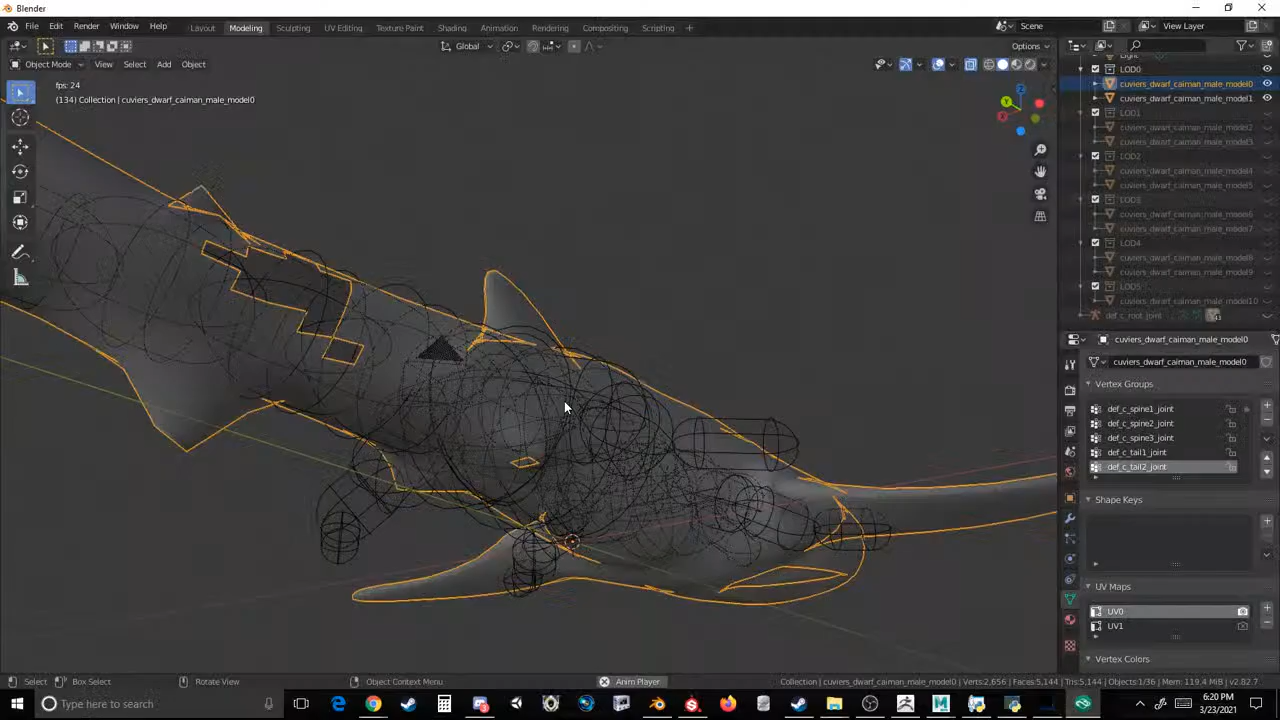 Blender
File Edit Render Window Help
Layout Modeling Sculpting UV Editing Texture Paint Shading Animation Rendering Compositing Scripting
Scene
View Layer
Global
Options
Object Mode View Select Add Object
fps: 24
(134) Collection | cuviers_dwarf_caiman_male_model0
Z
Y
X
Light
LOD0
cuviers_dwarf_caiman_male_model0
cuviers_dwarf_caiman_male_model1
LOD1
cuviers_dwarf_caiman_male_model2
cuviers_dwarf_caiman_male_model3
LOD2
cuviers_dwarf_caiman_male_model4
cuviers_dwarf_caiman_male_model5
LOD3
cuviers_dwarf_caiman_male_model6
cuviers_dwarf_caiman_male_model7
LOD4
cuviers_dwarf_caiman_male_model8
cuviers_dwarf_caiman_male_model9
LOD5
cuviers_dwarf_caiman_male_model10
def_c_root_joint
cuviers_dwarf_caiman_male_model0
cuviers_dwarf_caiman_male_model0
Vertex Groups
def_c_spine1_joint
def_c_spine2_joint
def_c_spine3_joint
def_c_tail1_joint
def_c_tail2_joint
Shape Keys
UV Maps
UV0
UV1
Vertex Colors
Select Box Select Rotate View Object Context Menu Anim Player Collection | cuviers_dwarf_caiman_male_model0 | Verts:2,656 | Faces:5,144 | Tris:5,144 | Objects:1/36 | Mem: 119.4 MiB | v2.82.7
Type here to search
6:20 PM
3/23/2021